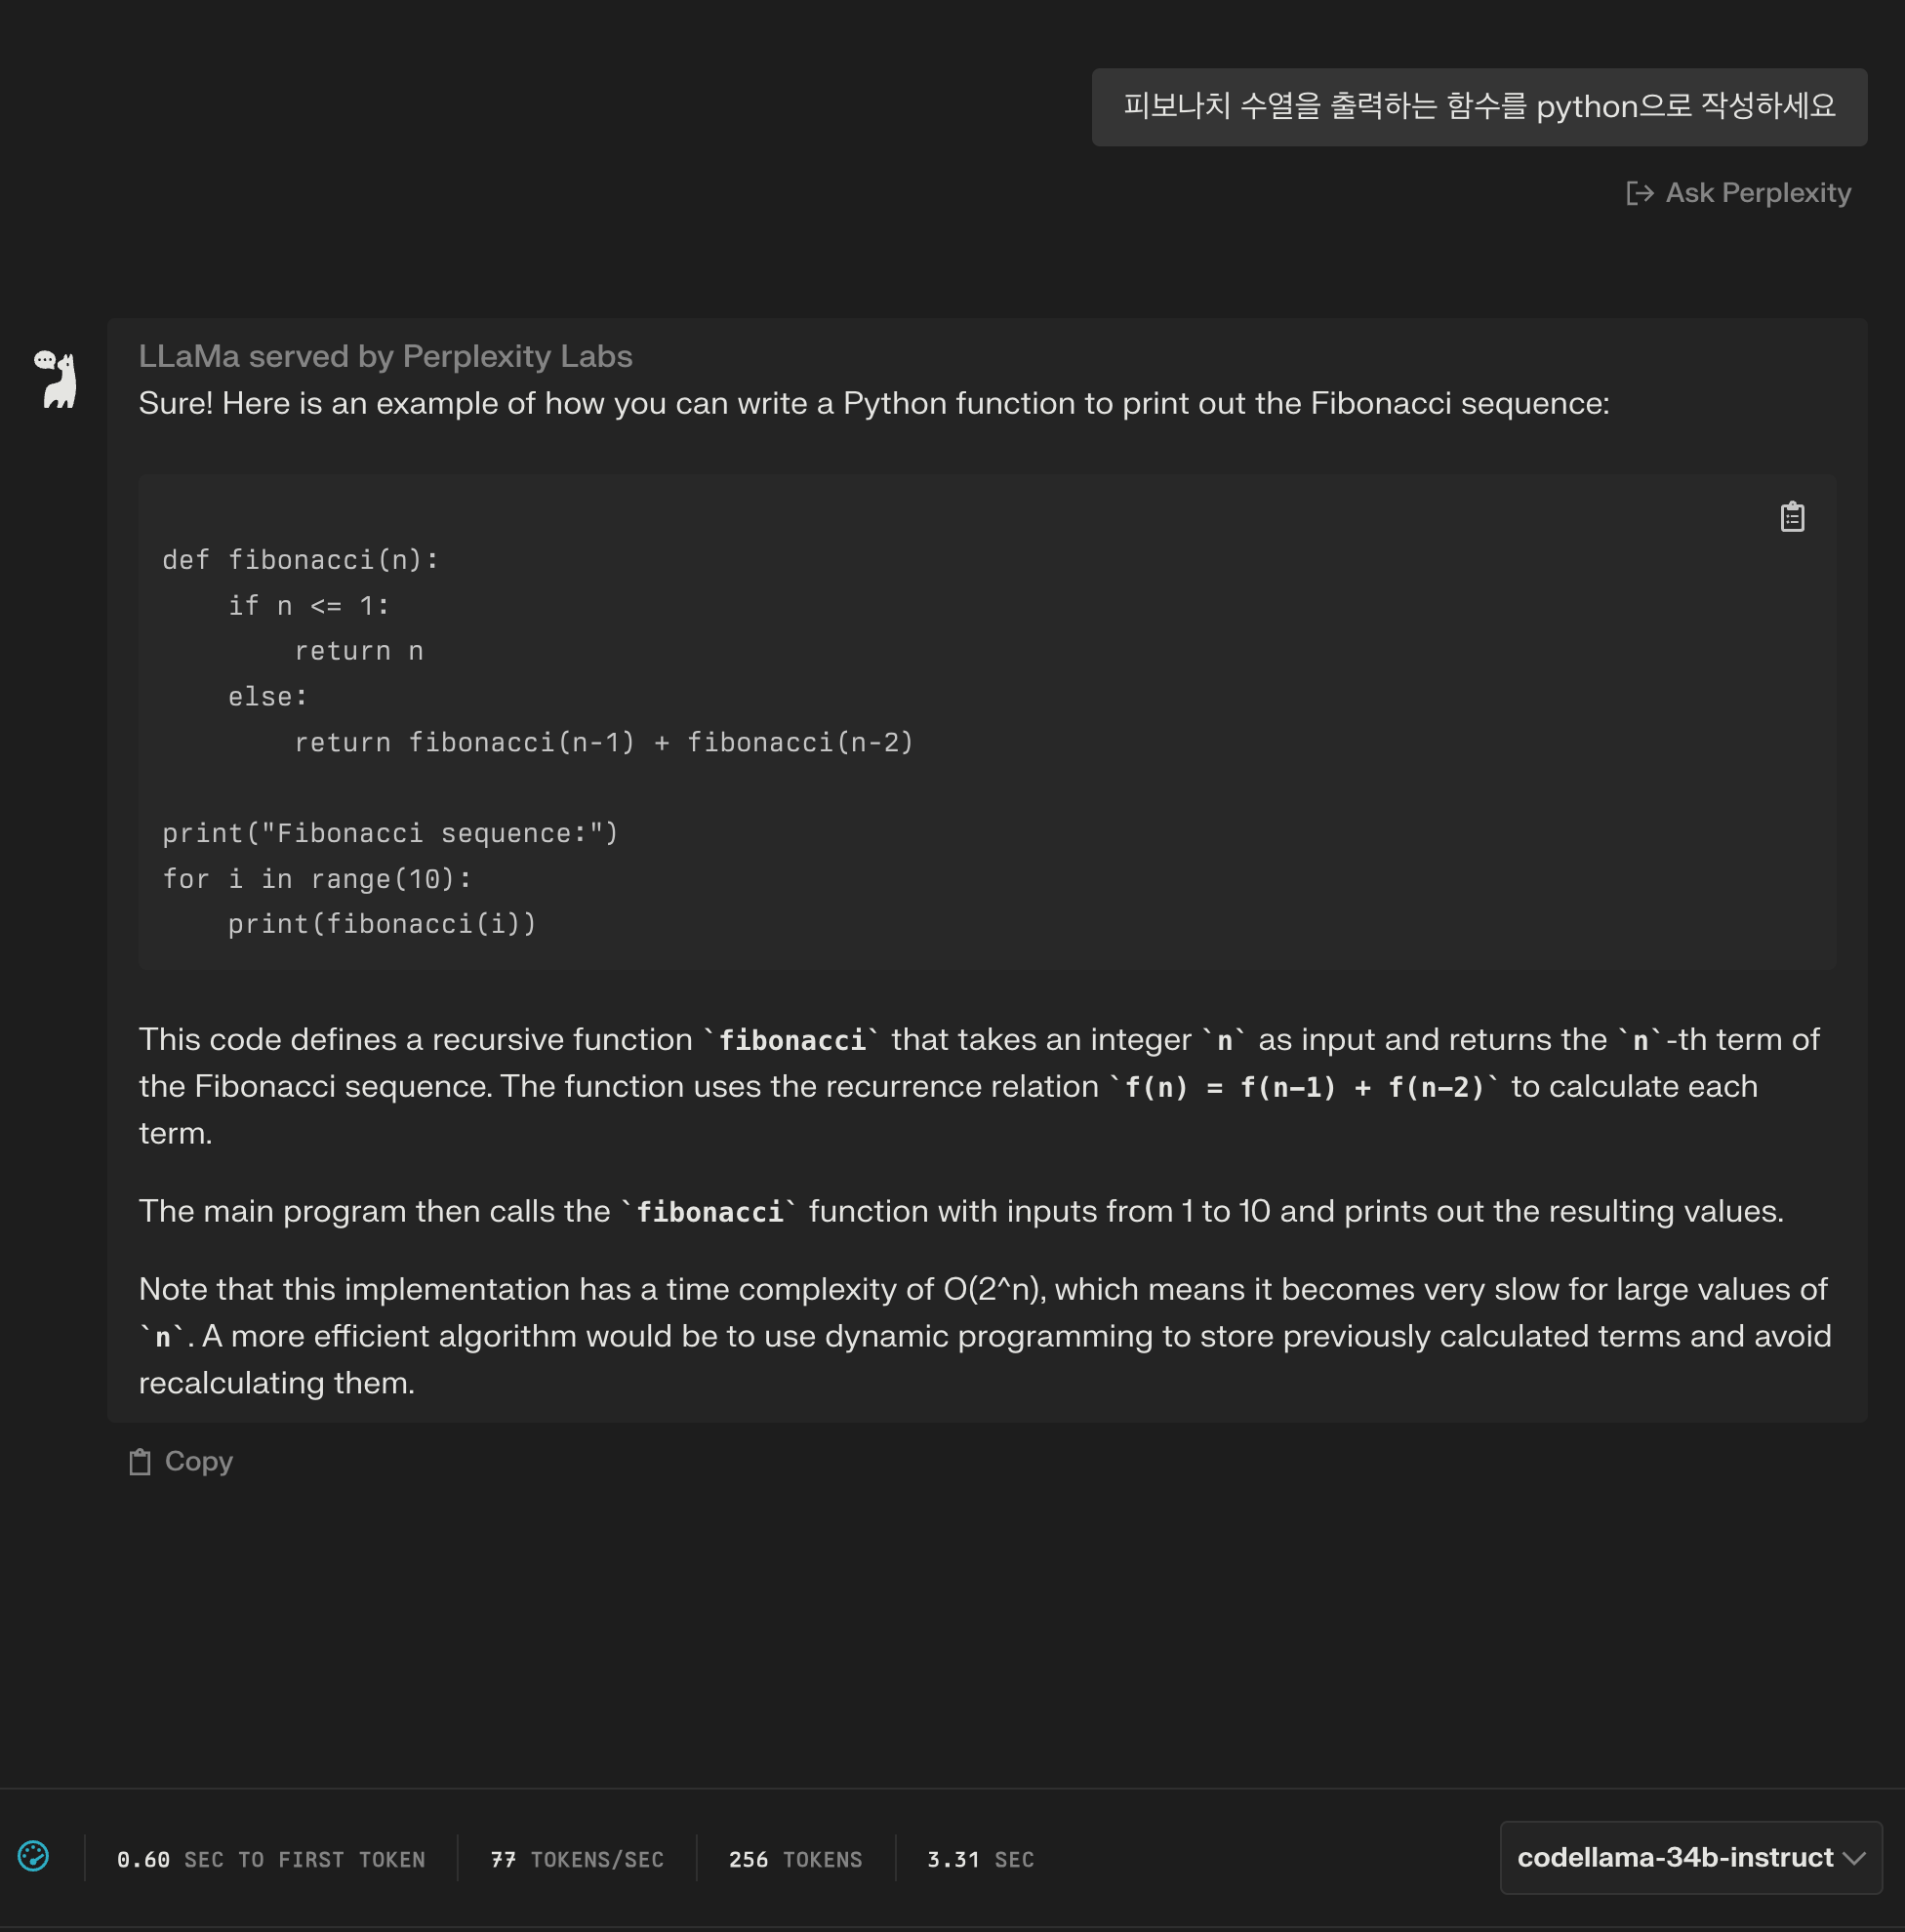 피보나치 수열을 출력하는 함수를 python으로 작성하세요
Ask Perplexity
LLaMa served by Perplexity Labs
Sure! Here is an example of how you can write a Python function to print out the Fibonacci sequence:
def fibonacci(n):
    if n <= 1:
        return n
    else:
        return fibonacci(n-1) + fibonacci(n-2)
print("Fibonacci sequence:")
for i in range(10):
    print(fibonacci(i))
This code defines a recursive function `fibonacci` that takes an integer `n` as input and returns the `n`-th term of
the Fibonacci sequence. The function uses the recurrence relation `f(n) = f(n-1) + f(n-2)` to calculate each
term.
The main program then calls the `fibonacci` function with inputs from 1 to 10 and prints out the resulting values.
Note that this implementation has a time complexity of O(2^n), which means it becomes very slow for large values of
`n`. A more efficient algorithm would be to use dynamic programming to store previously calculated terms and avoid
recalculating them.
Copy
0.60 SEC TO FIRST TOKEN 77 TOKENS/SEC 256 TOKENS 3.31 SEC codellama-34b-instruct